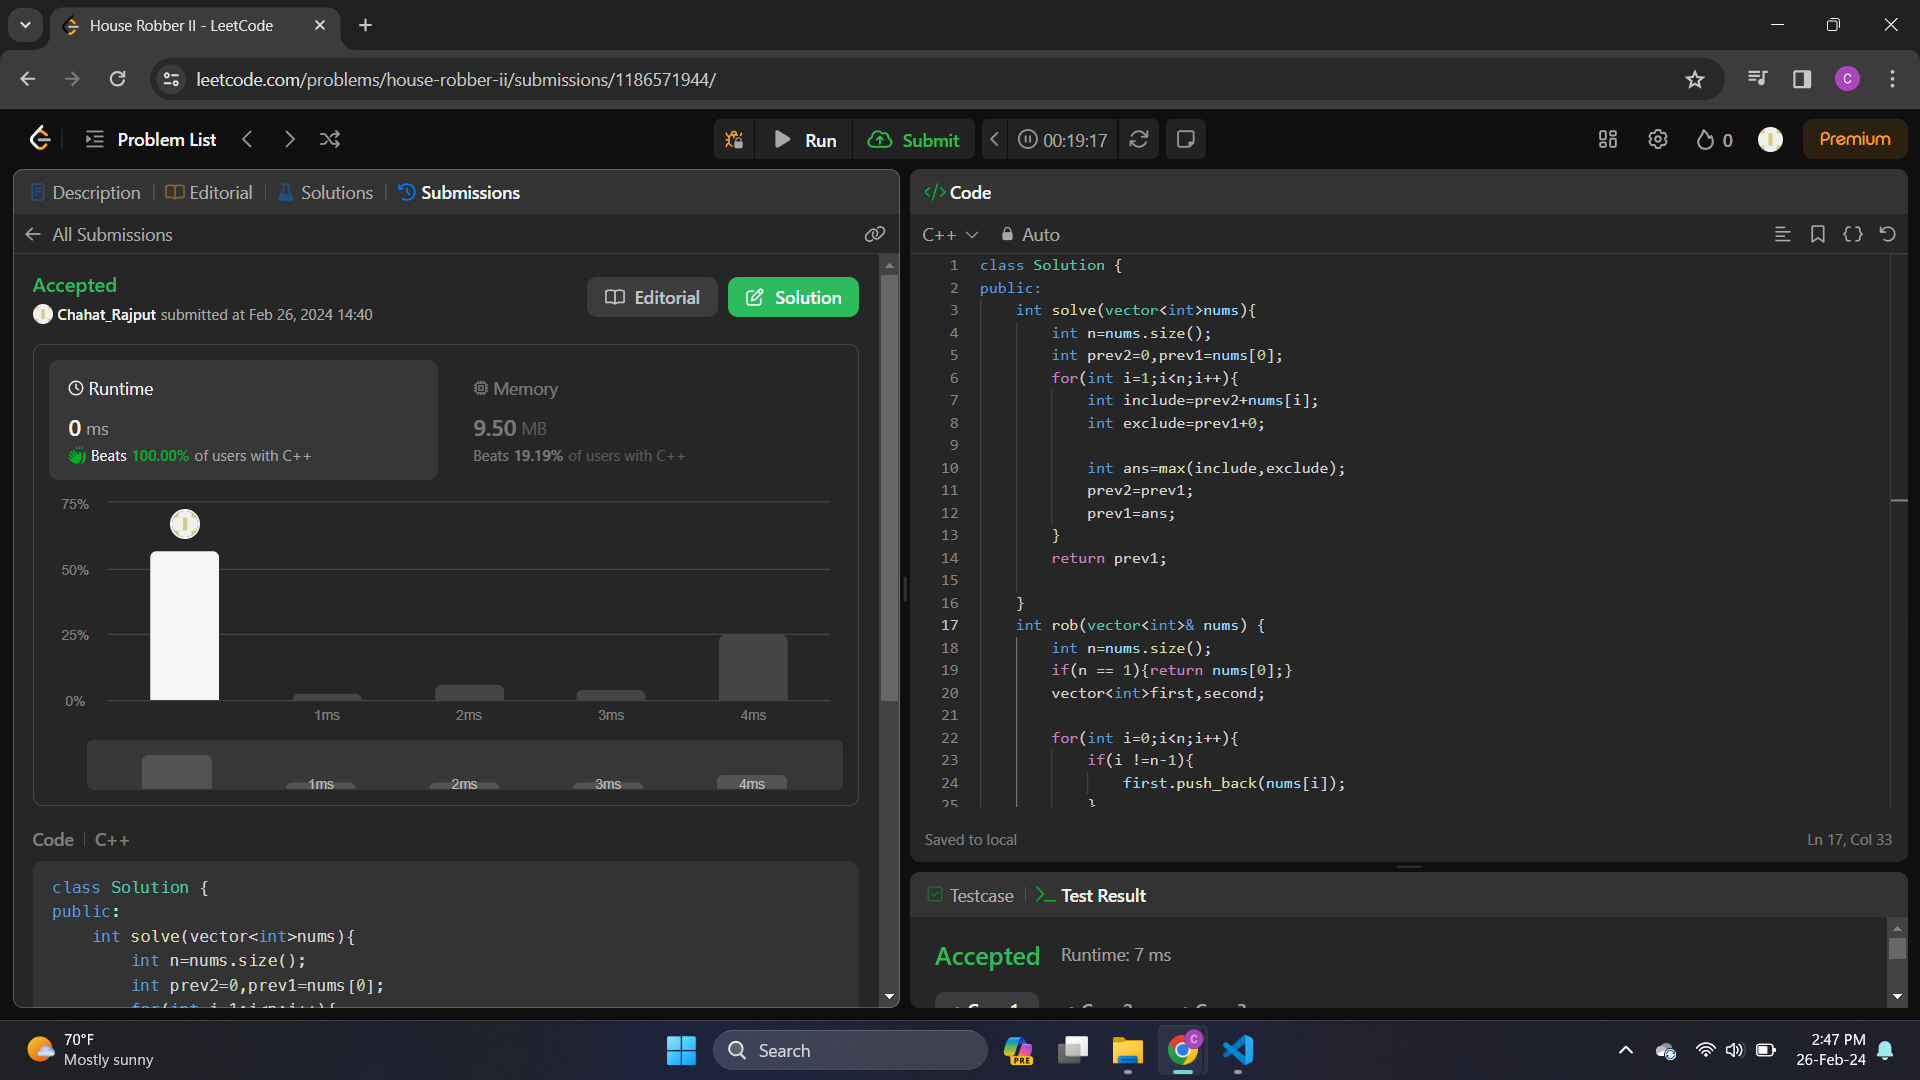 House Robber II - LeetCode
leetcode.com/problems/house-robber-ii/submissions/1186571944/
C
Problem List
Run
Submit
00:19:17
0
Premium
Description
Editorial
Solutions
Submissions
All Submissions
Accepted
Chahat_Rajput submitted at Feb 26, 2024 14:40
Editorial
Solution
Runtime
0 ms
Beats 100.00% of users with C++
Memory
9.50 MB
Beats 19.19% of users with C++
75%
50%
25%
0%
1ms 2ms 3ms 4ms
1ms 2ms 3ms 4ms
Code C++
class Solution {
public:
    int solve(vector<int>nums){
        int n=nums.size();
        int prev2=0,prev1=nums[0];
Code
C++ Auto
1 class Solution {
2 public:
3     int solve(vector<int>nums){
4         int n=nums.size();
5         int prev2=0,prev1=nums[0];
6         for(int i=1;i<n;i++){
7             int include=prev2+nums[i];
8             int exclude=prev1+0;
9
10             int ans=max(include,exclude);
11             prev2=prev1;
12             prev1=ans;
13         }
14         return prev1;
15
16     }
17     int rob(vector<int>& nums) {
18         int n=nums.size();
19         if(n == 1){return nums[0];}
20         vector<int>first,second;
21
22         for(int i=0;i<n;i++){
23             if(i !=n-1){
24                 first.push_back(nums[i]);
25             }
Saved to local
Ln 17, Col 33
Testcase
Test Result
Accepted Runtime: 7 ms
70°F
Mostly sunny
Search
PRE
C
2:47 PM
26-Feb-24